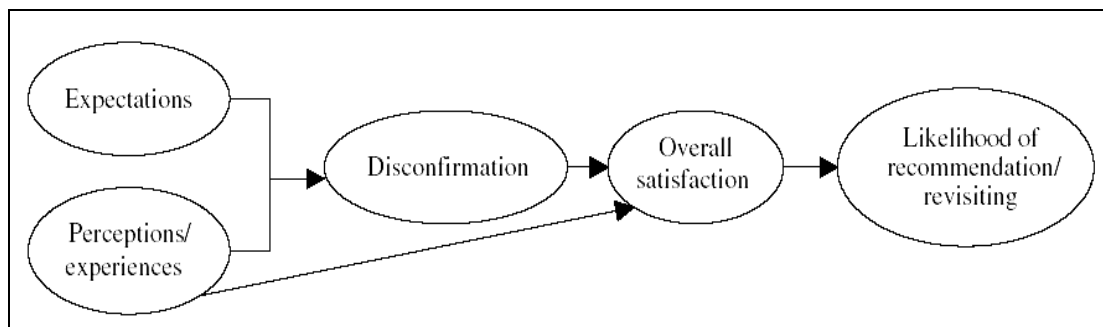 Expectations
Perceptions/
experiences
Disconfirmation
Overall
satisfaction
Likelihood of
recommendation/
revisiting